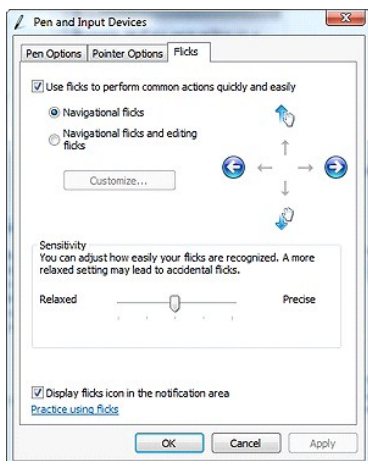 Pen and Input Devices
Pen Options
Pointer Options
Flicks
Use flicks to perform common actions quickly and easily
Navigational flicks
Navigational flicks and editing
flicks
Customize...
Sensitivity
You can adjust how easily your flicks are recognized. A more
relaxed setting may lead to accidental flicks.
Relaxed
Precise
Display flicks icon in the notification area
Practice using flicks
OK
Cancel
Apply